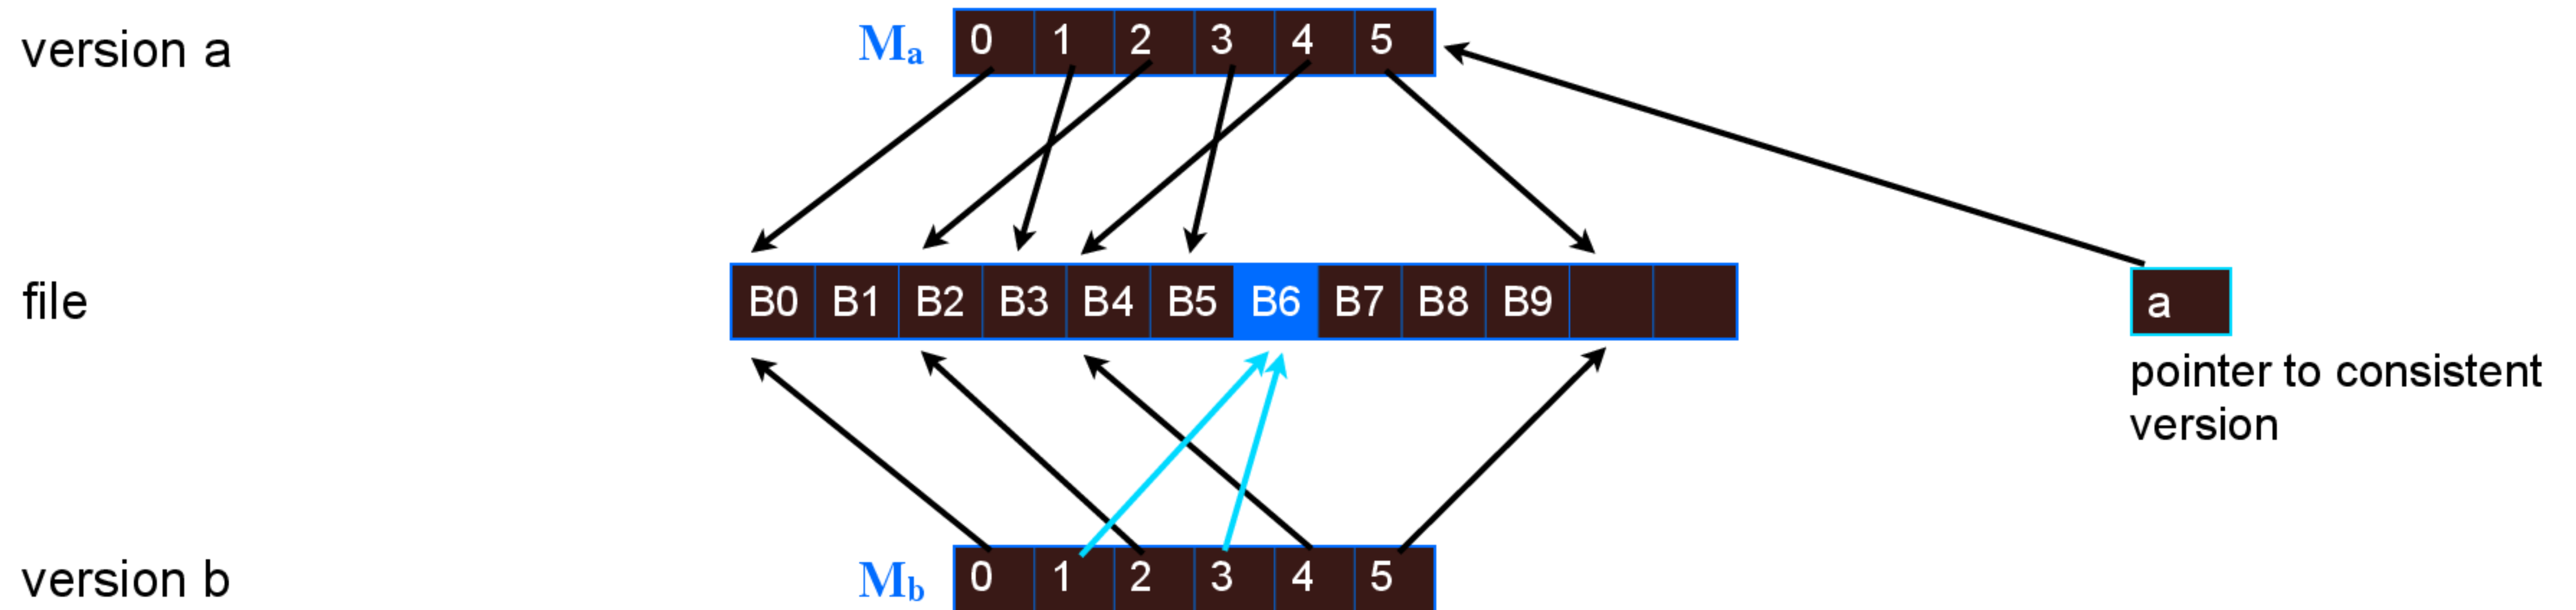 version a
Ma 0 1 2 3 4 5
file
B0 B1 B2 B3 B4 B5 B6 B7 B8 B9
a
pointer to consistent
version
version b
Mb 0 1 2 3 4 5